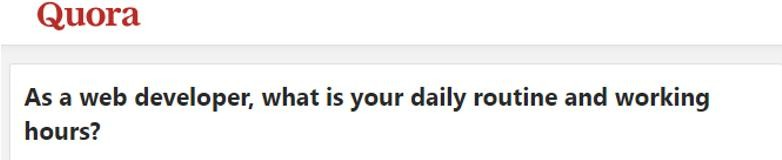 Quora
As a web developer, what is your daily routine and working
hours?